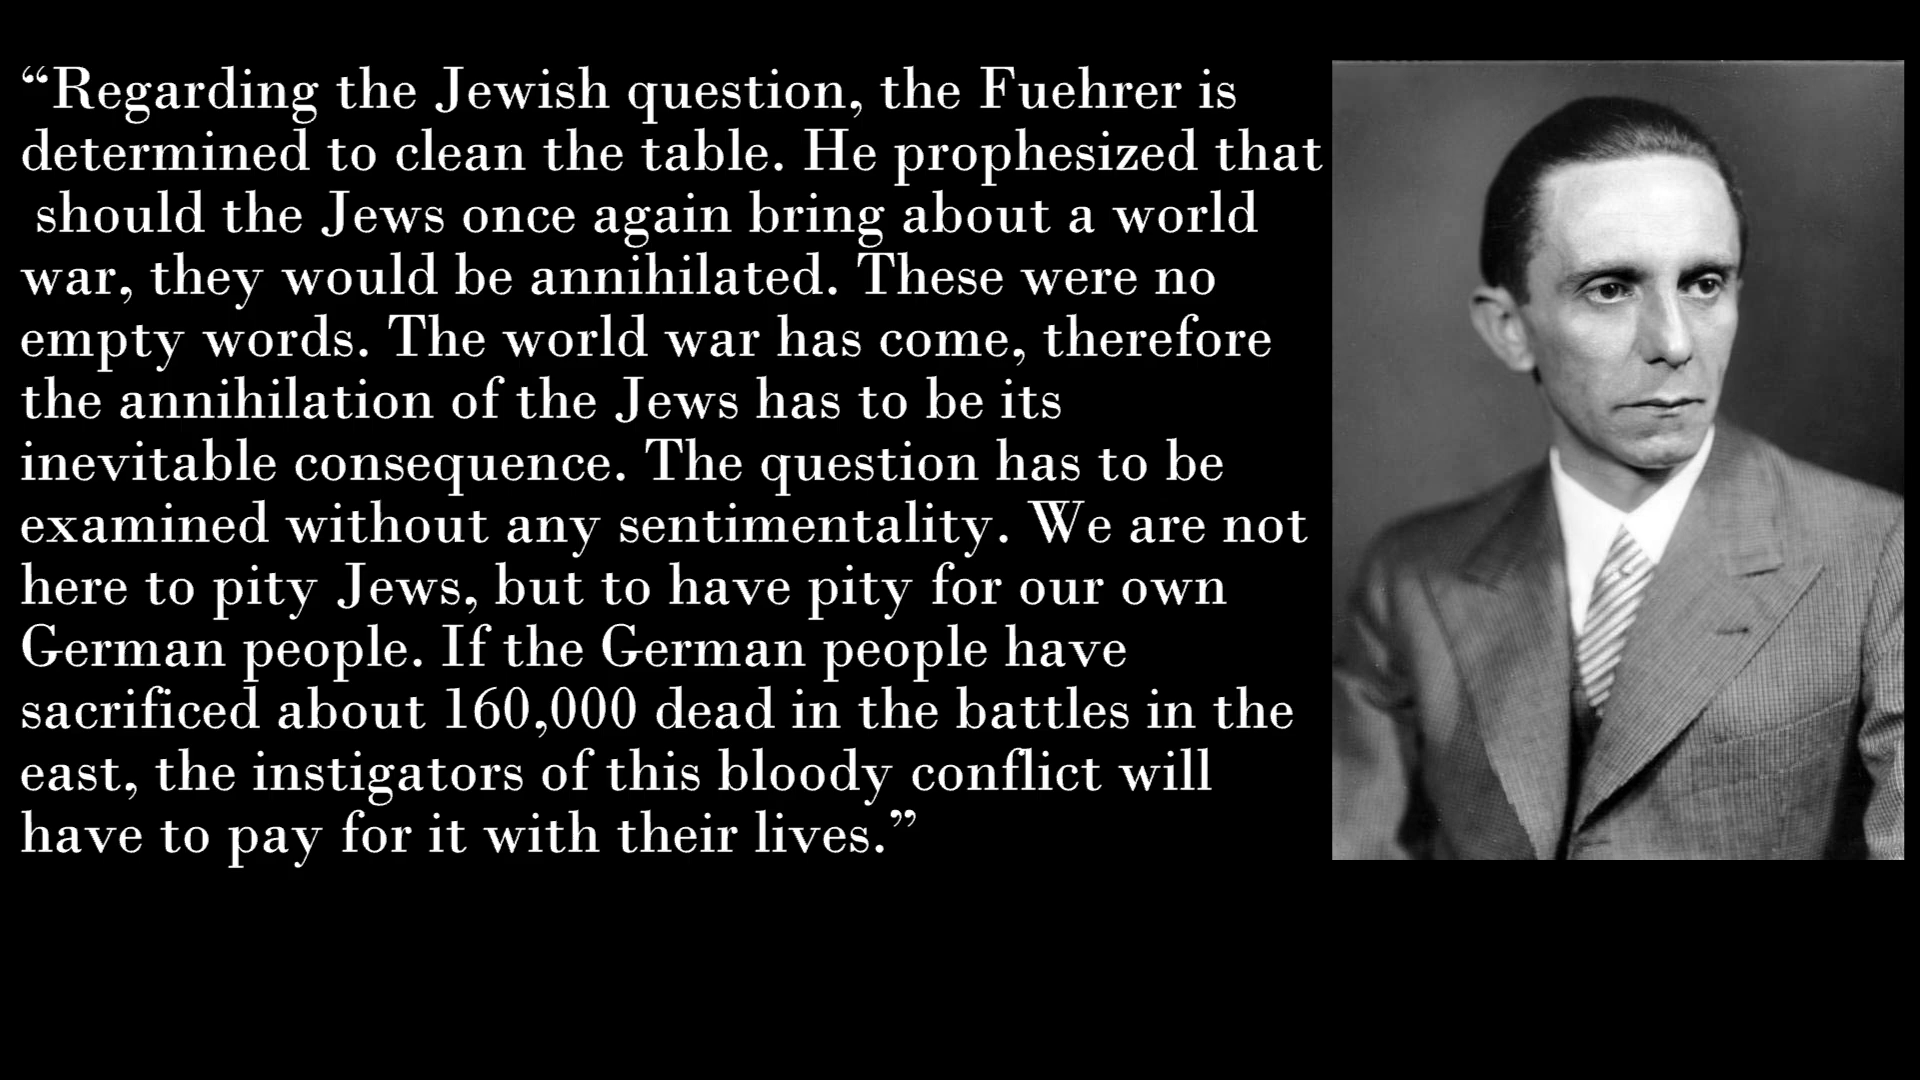 “Regarding the Jewish question, the Fuehrer is
determined to clean the table. He prophesized that
should the Jews once again bring about a world
war, they would be annihilated. These were no
empty words. The world war has come, therefore
the annihilation of the Jews has to be its
inevitable consequence. The question has to be
examined without any sentimentality. We are not
here to pity Jews, but to have pity for our own
German people. If the German people have
sacrificed about 160,000 dead in the battles in the
east, the instigators of this bloody conflict will
have to pay for it with their lives.”